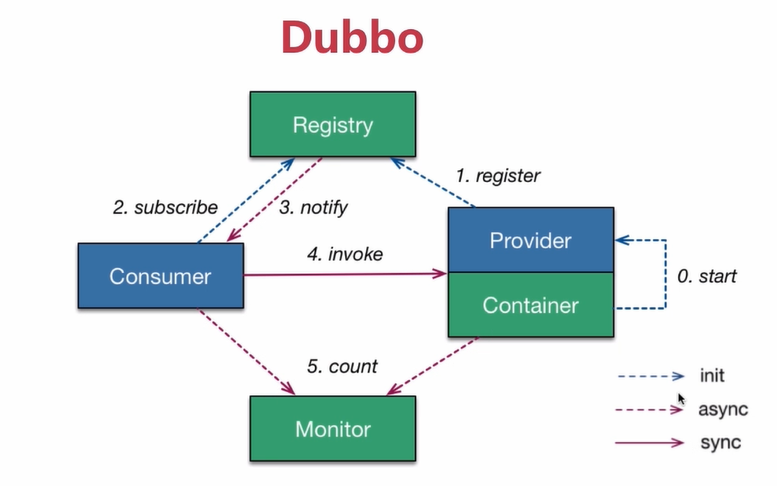 Dubbo
Registry
1. register
2. subscribe
3. notify
Provider
4. invoke
Consumer
0. start
Container
5. count
init
async
Monitor
sync